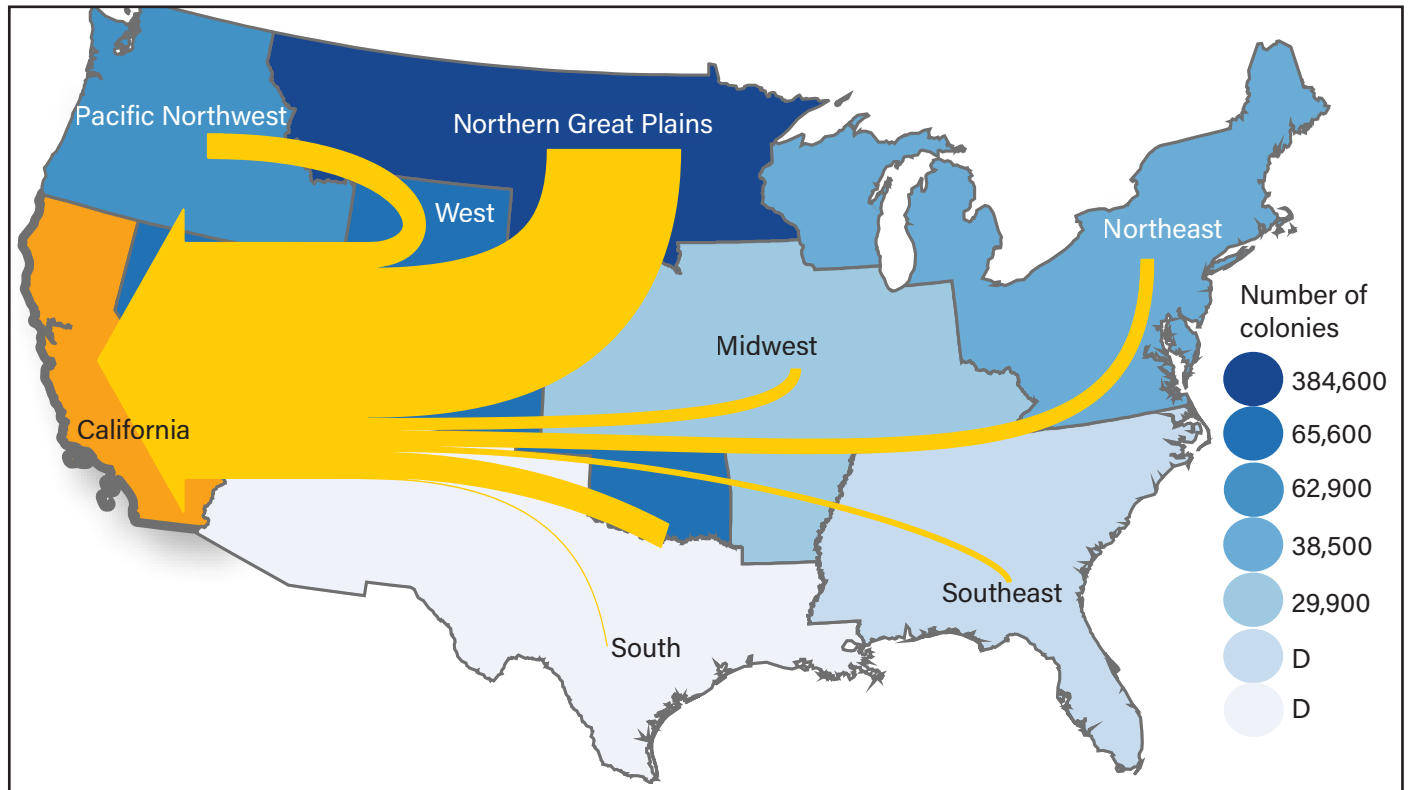 Pacific Northwest
Northern Great Plains
West
Northeast
Midwest
California
Southeast
South
Number of
colonies
384,600
65,600
62,900
38,500
29,900
D
D